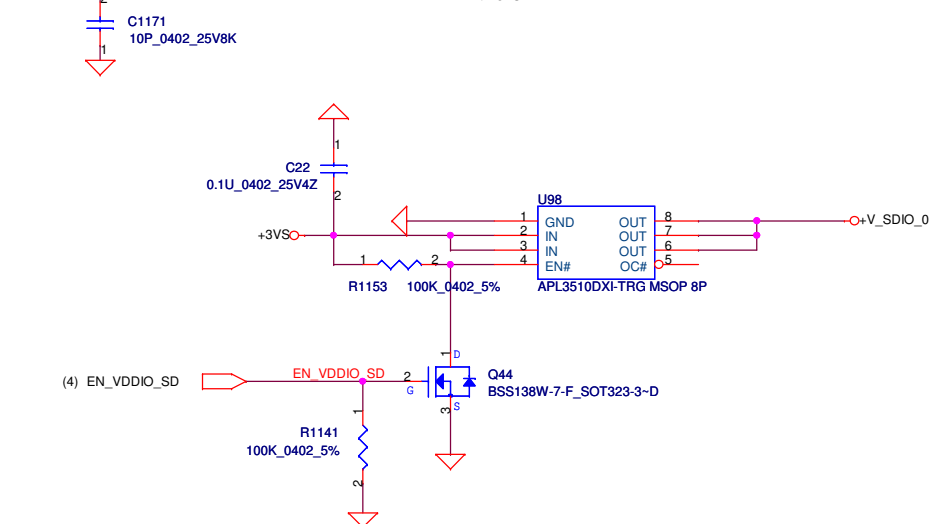 2
C1171
10P_0402_25V8K
1
1
C22
0.1U_0402_25V4Z
2
U98
1 GND OUT 8
+V_SDIO_0
+3VS
2 IN OUT 7
3 IN OUT 6
4 EN# OC# 5
1 2
R1153 100K_0402_5%
APL3510DXI-TRG MSOP 8P
1 D
(4) EN_VDDIO_SD
EN_VDDIO_SD
2
G
Q44
BSS138W-7-F_SOT323-3~D
3 S
1
R1141
100K_0402_5%
2